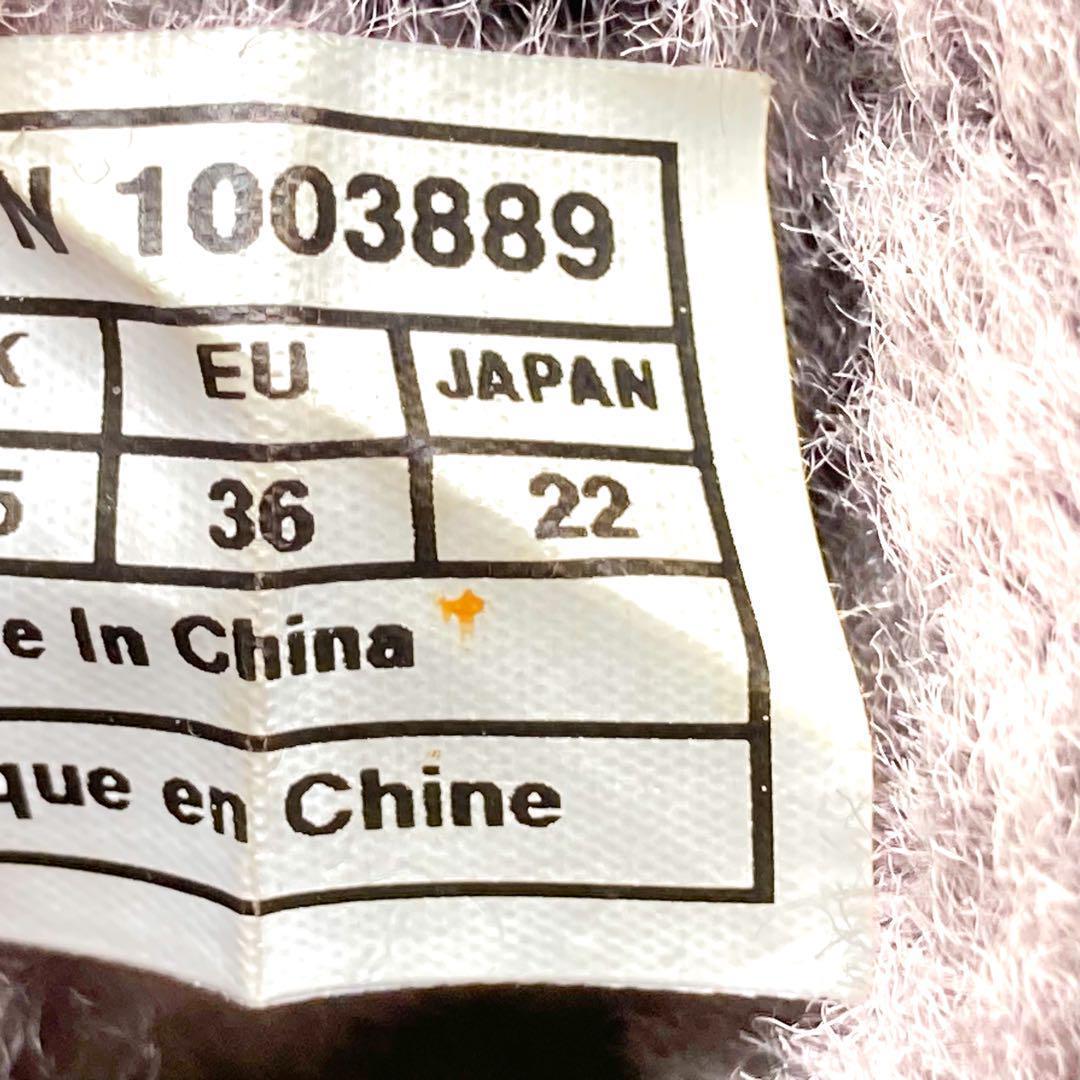 N 1003889
K EU JAPAN
5 36 22
e In China
que en Chine